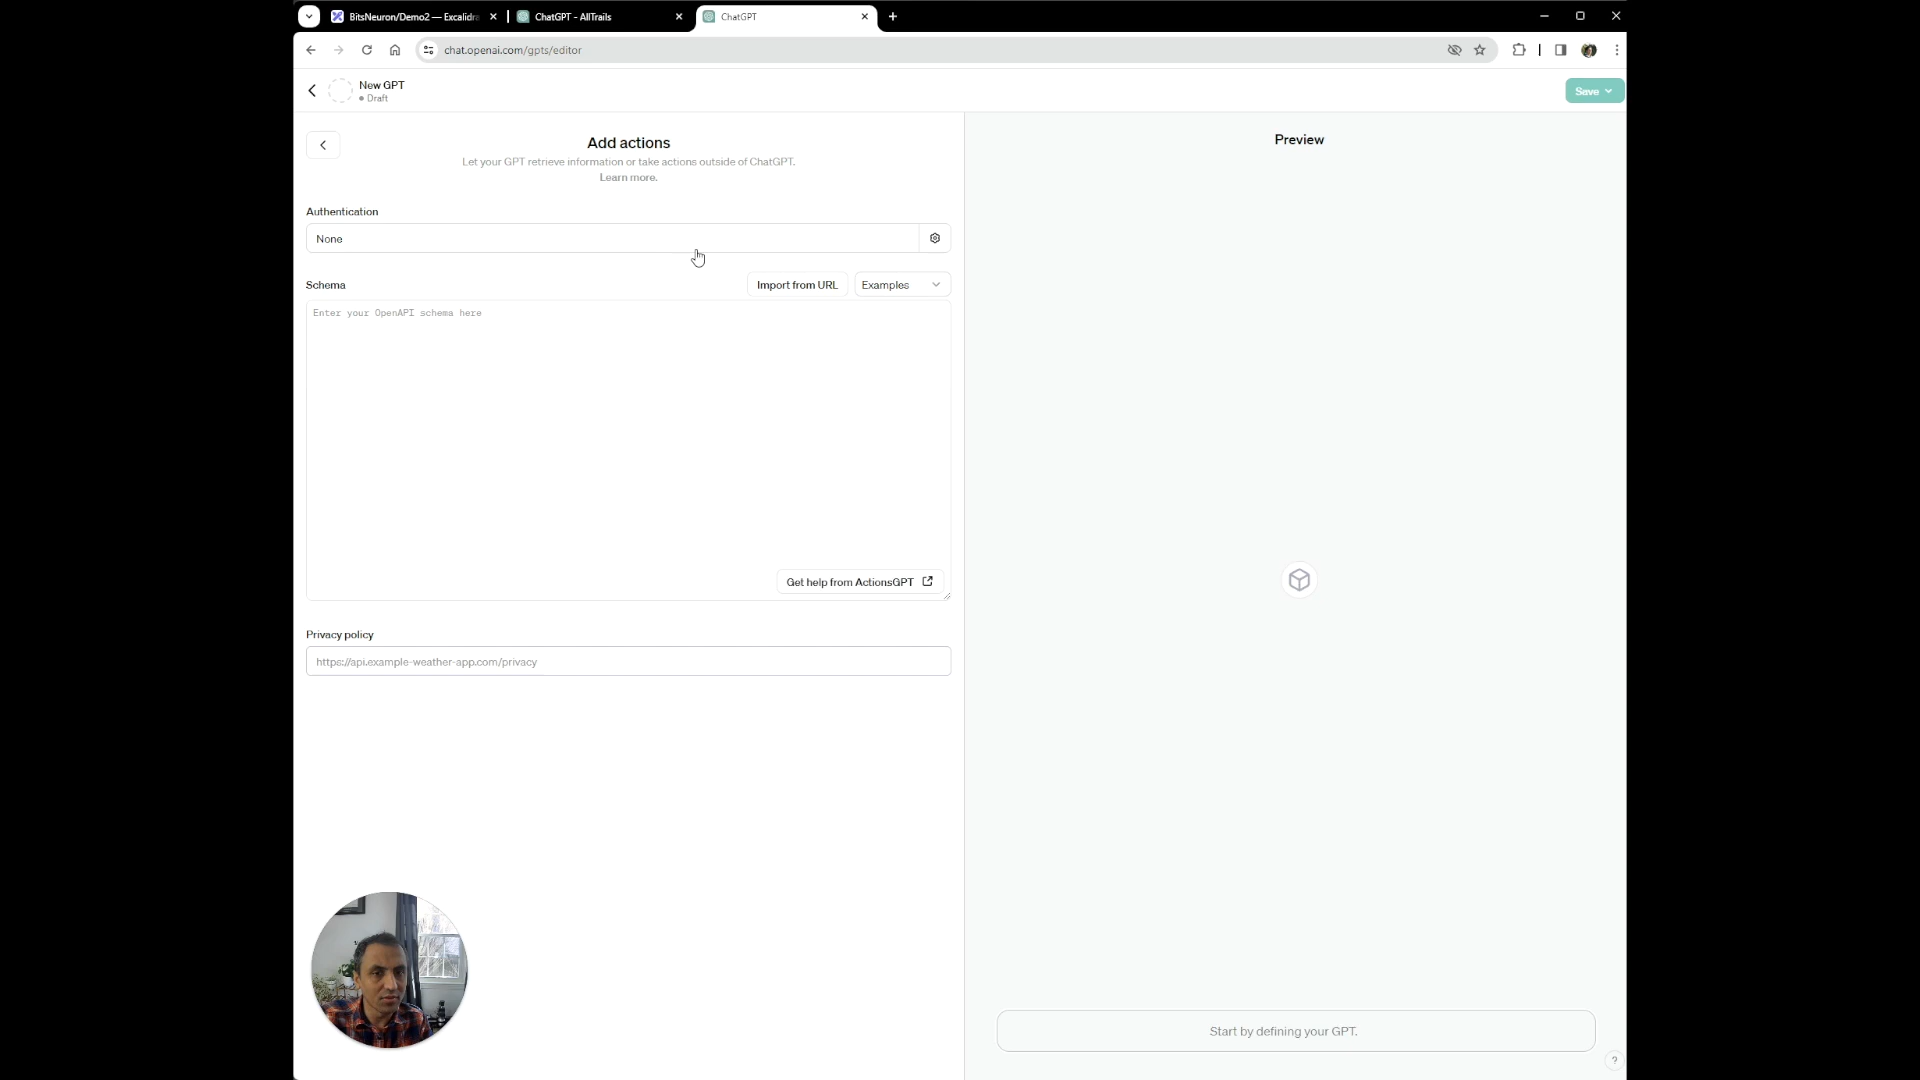 BitsNeuron/Demo2 — Excalidra
ChatGPT - AllTrails
ChatGPT
chat.openai.com/gpts/editor
New GPT
Draft
Save
Add actions
Let your GPT retrieve information or take actions outside of ChatGPT.
Learn more.
Preview
Authentication
None
Schema
Import from URL
Examples
Enter your OpenAPI schema here
Get help from ActionsGPT
Privacy policy
https://api.example-weather-app.com/privacy
Start by defining your GPT.
?